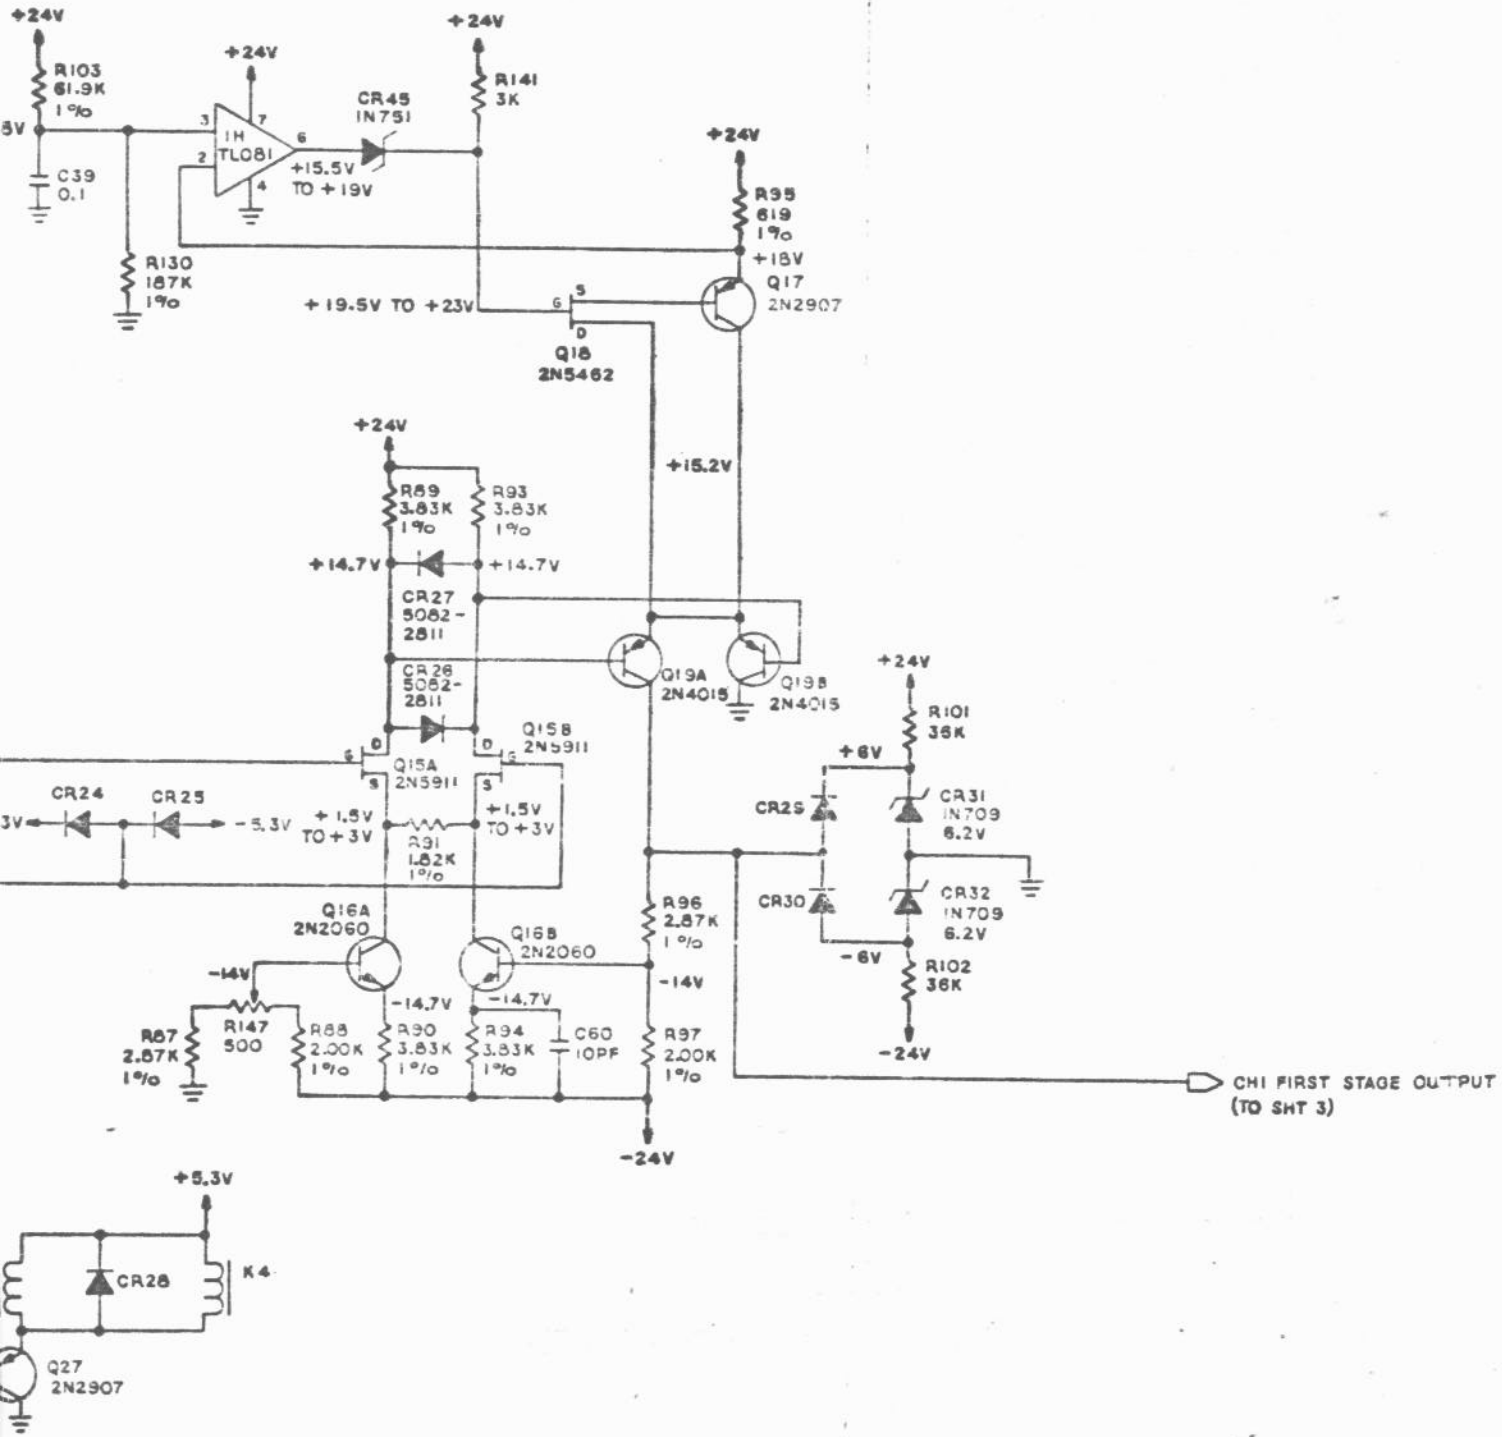 +24V
R103
61.9K
1%
+24V
7
3
2
1H
TL081
6
4
CR45
1N751
+15.5V
TO +19V
+24V
R141
3K
C39
0.1
R130
187K
1%
+24V
R95
619
1%
+18V
Q17
2N2907
+19.5V TO +23V
G
S
D
Q18
2N5462
+15.2V
+24V
R89
3.83K
1%
R93
3.83K
1%
+14.7V
+14.7V
CR27
5082-
2811
CR26
5082-
2811
Q19A
2N4015
Q19B
2N4015
G
D
S
Q15A
2N5911
Q15B
2N5911
D
G
S
CR24
CR25
3V
-5.3V
+1.5V
TO +3V
R91
1.82K
1%
+1.5V
TO +3V
+24V
R101
36K
+6V
CR29
CR31
1N709
6.2V
CR30
CR32
1N709
6.2V
-6V
R102
36K
-24V
Q16A
2N2060
Q16B
2N2060
R96
2.87K
1%
-14V
-14V
-14.7V
-14.7V
R87
2.87K
1%
R147
500
R88
2.00K
1%
R90
3.83K
1%
R94
3.83K
1%
C60
10PF
R97
2.00K
1%
-24V
CH1 FIRST STAGE OUTPUT
(TO SHT 3)
+5.3V
CR28
K4
Q27
2N2907